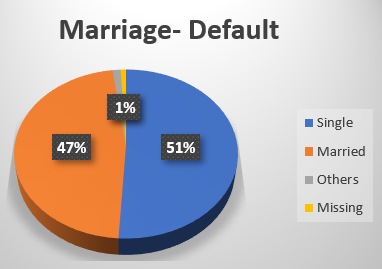 Marriage- Default
1%
47%
51%
Single
Married
Others
Missing